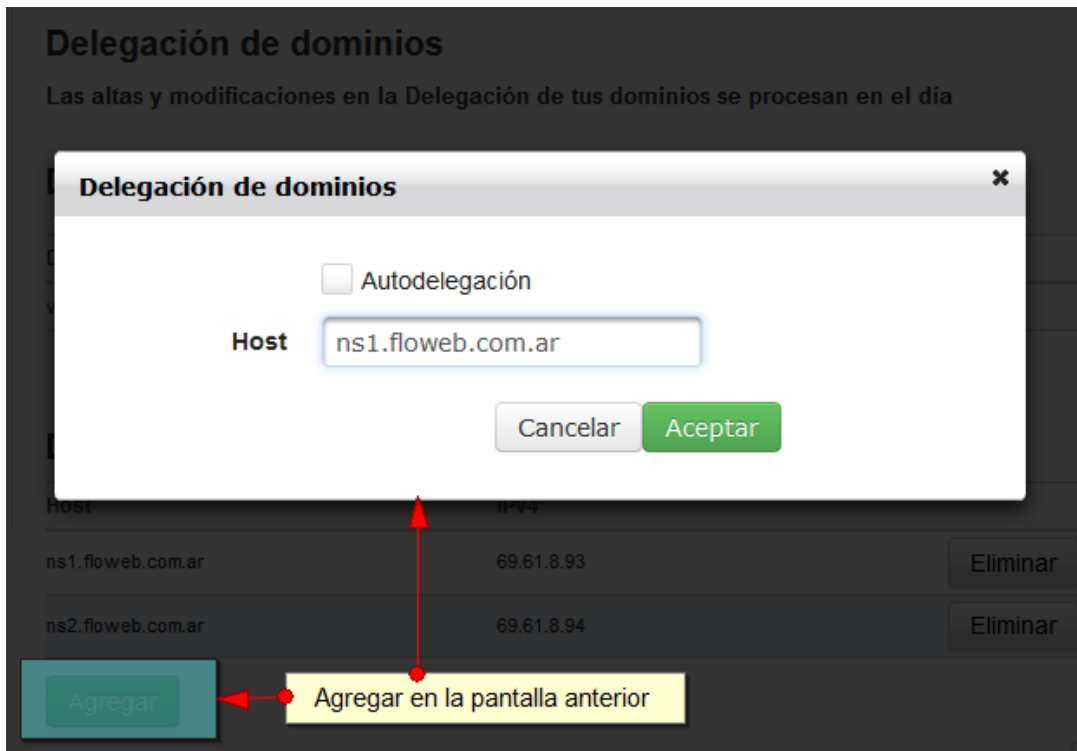 Delegación de dominios
Las altas y modificaciones en la Delegación de tus dominios se procesan en el día
Delegación de dominios
Autodelegación
Host
ns1.floweb.com.ar
Cancelar
Aceptar
Host
IPv4
ns1.floweb.com.ar
69.61.8.93
Eliminar
ns2.floweb.com.ar
69.61.8.94
Eliminar
Agregar
Agregar en la pantalla anterior